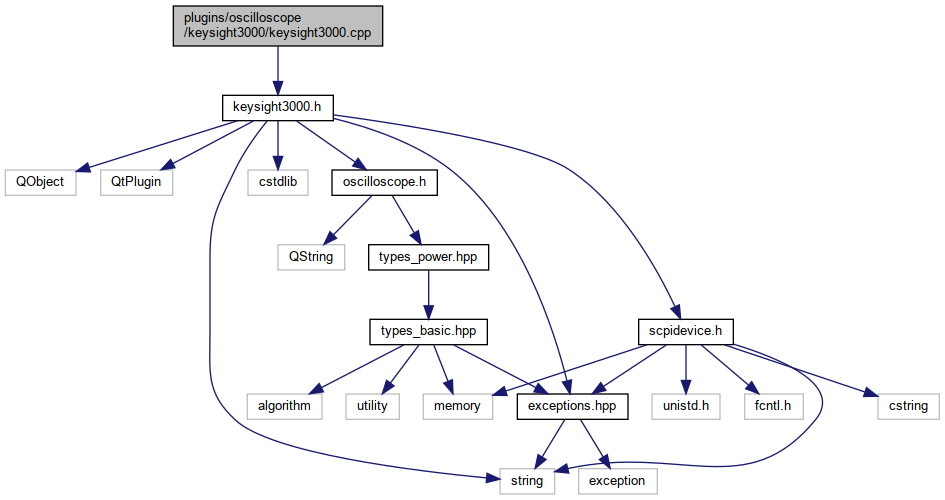 plugins/oscilloscope
/keysight3000/keysight3000.cpp
keysight3000.h
QObject
QtPlugin
cstdlib
oscilloscope.h
QString
types_power.hpp
types_basic.hpp
scpidevice.h
algorithm
utility
memory
exceptions.hpp
unistd.h
fcntl.h
cstring
string
exception